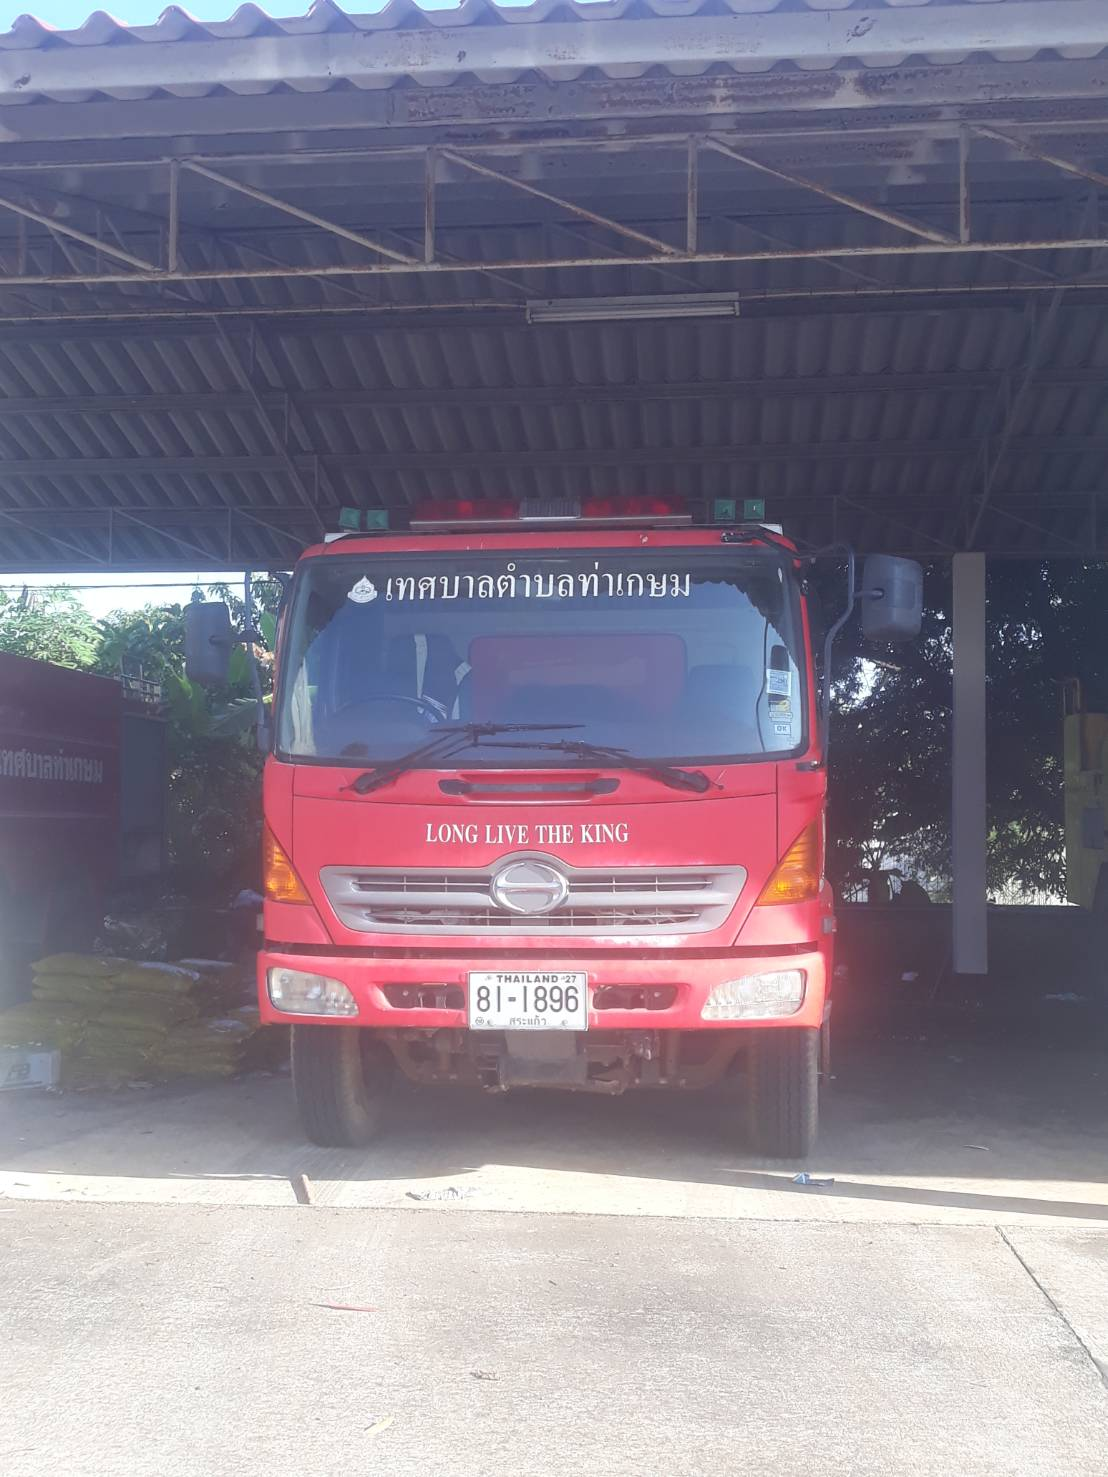 เทศบาลตำบลท่าเกษม
เทศบาลท่าเกษม
LONG LIVE THE KING
THAILAND 27
81-1896
สระแก้ว
OK